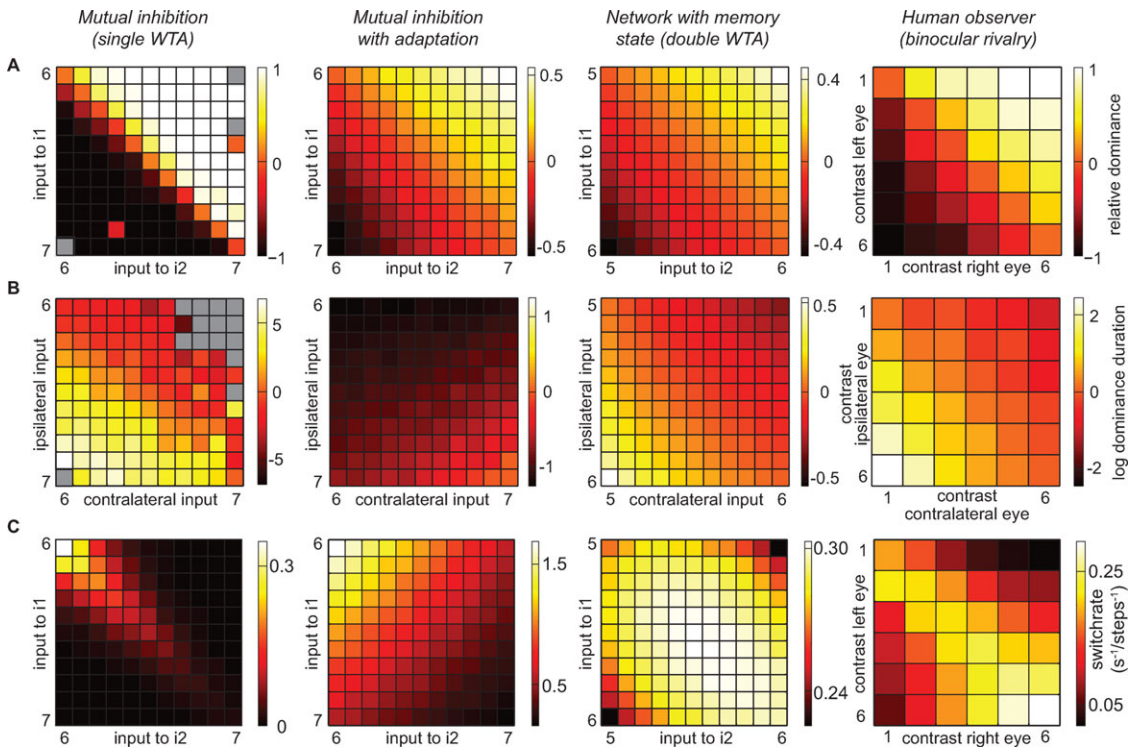 Mutual inhibition (single WTA)
Mutual inhibition with adaptation
Network with memory state (double WTA)
Human observer (binocular rivalry)
A
6
input to i1
7
6 input to i2 7
1
0
−1
6
input to i1
7
6 input to i2 7
0.5
0
-0.5
5
input to i1
6
5 input to i2 6
0.4
0
-0.4
1
contrast left eye
6
1 contrast right eye 6
1
0
−1
relative dominance
B
6
ipsilateral input
7
6 contralateral input 7
5
0
-5
6
ipsilateral input
7
6 contralateral input 7
1
0
-1
5
ipsilateral input
6
5 contralateral input 6
0.5
0
-0.5
1
contrast
ipsilateral eye
6
1 contrast 6
contralateral eye
2
0
-2
log dominance duration
C
6
input to i1
7
6 input to i2 7
0.3
0
6
input to i1
7
6 input to i2 7
1.5
0.5
5
input to i1
6
5 input to i2 6
0.30
0.24
1
contrast left eye
6
1 contrast right eye 6
0.25
0.05
switchrate
(s⁻¹/steps⁻¹)